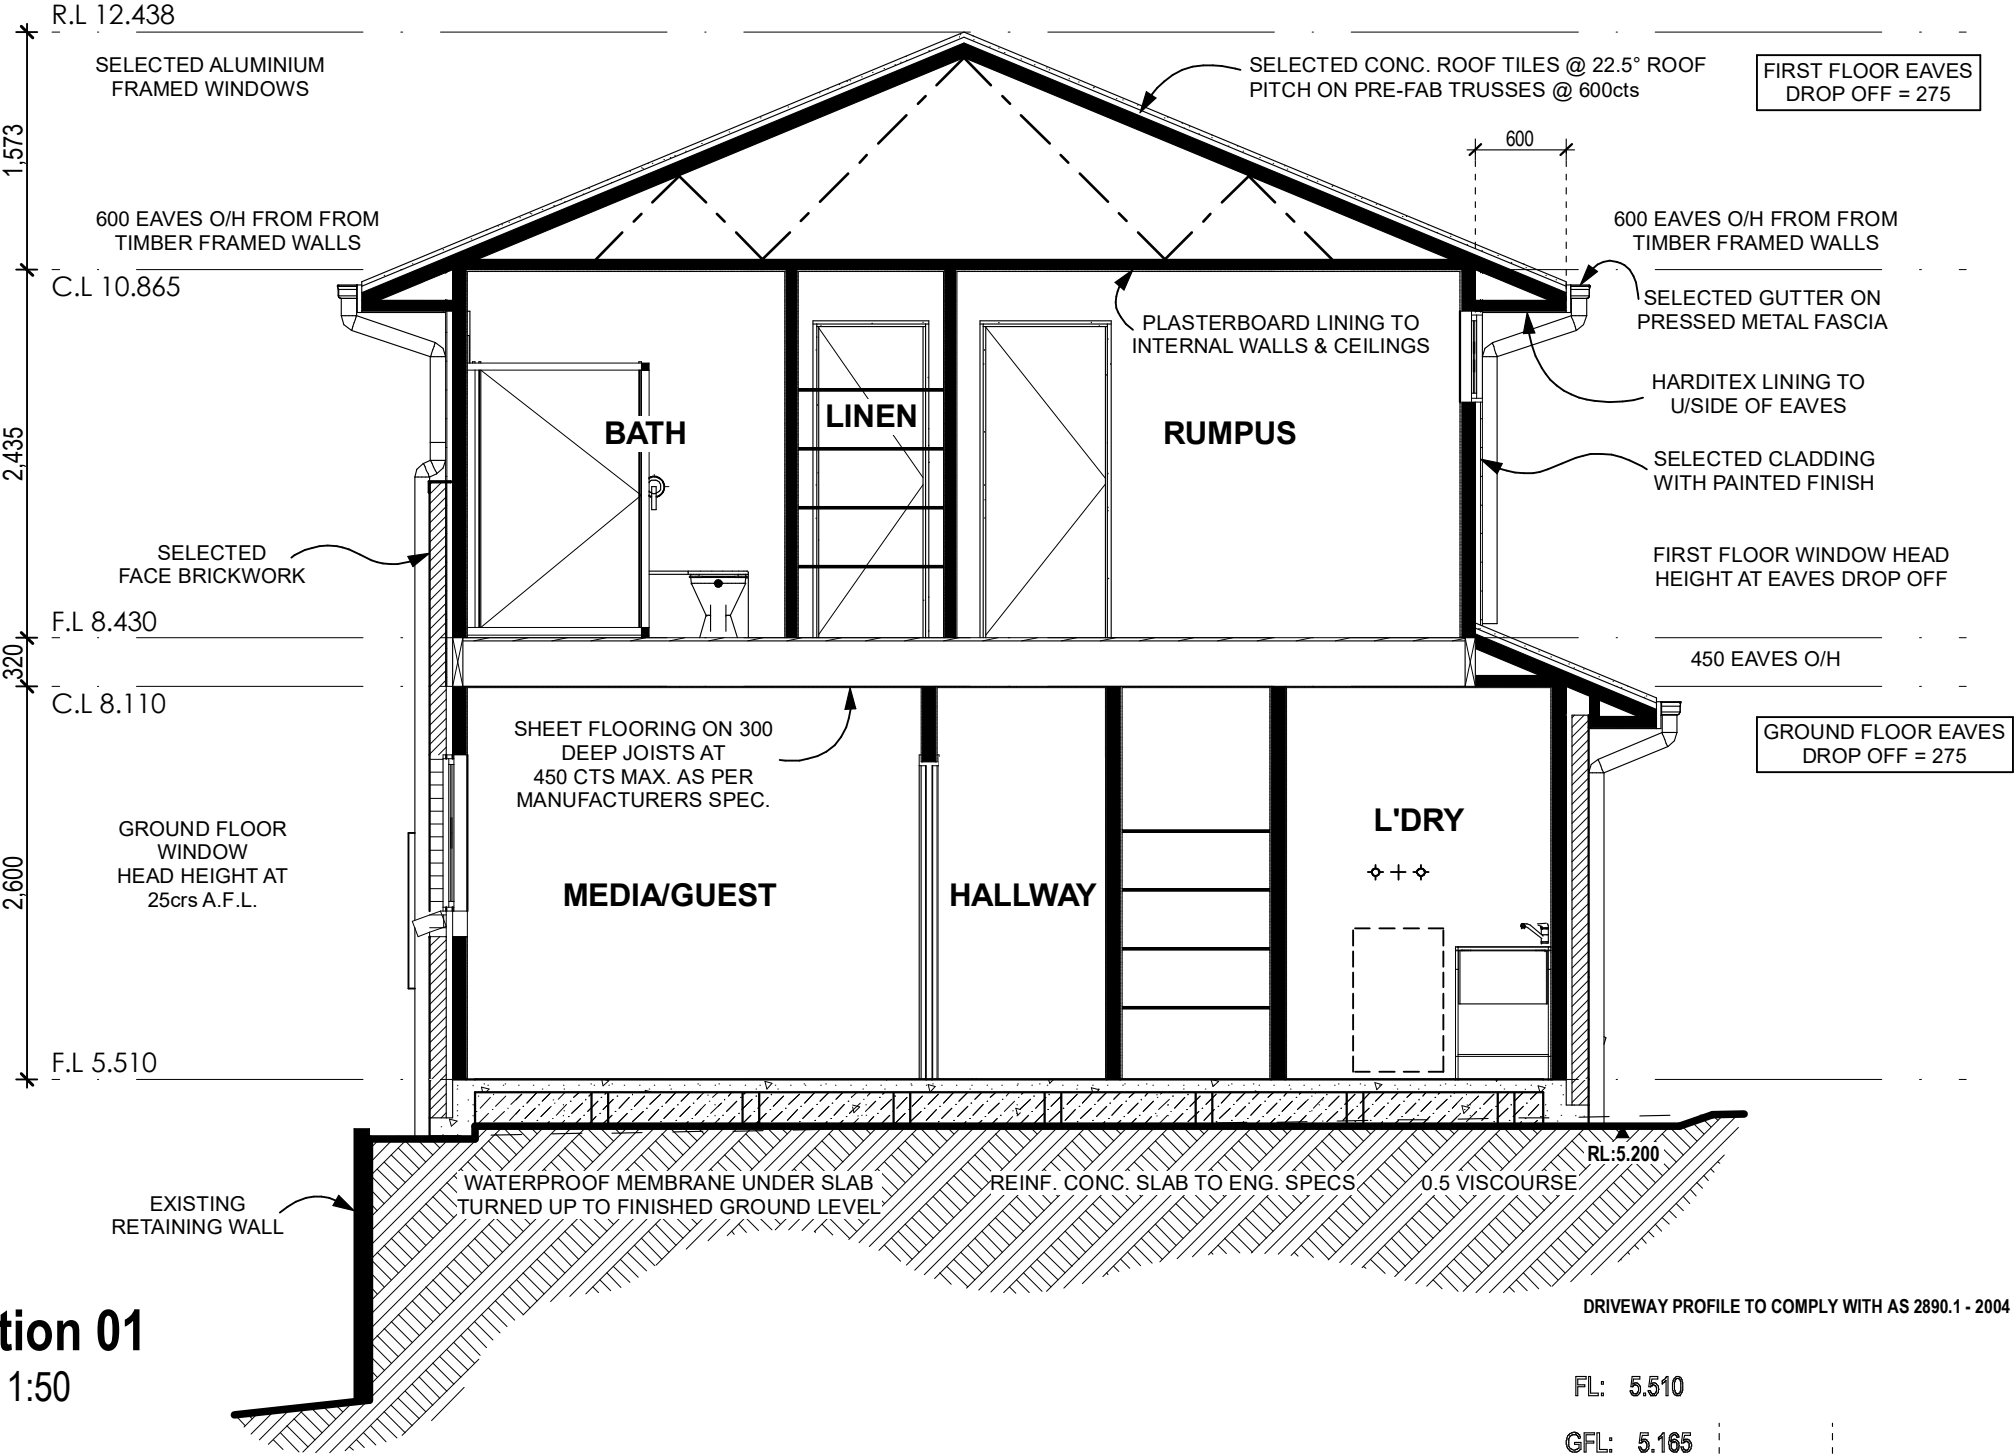 R.L 12.438
SELECTED ALUMINIUM
FRAMED WINDOWS
SELECTED CONC. ROOF TILES @ 22.5° ROOF
PITCH ON PRE-FAB TRUSSES @ 600cts
FIRST FLOOR EAVES
DROP OFF = 275
1,573
600
600 EAVES O/H FROM FROM
TIMBER FRAMED WALLS
600 EAVES O/H FROM FROM
TIMBER FRAMED WALLS
C.L 10.865
SELECTED GUTTER ON
PRESSED METAL FASCIA
PLASTERBOARD LINING TO
INTERNAL WALLS & CEILINGS
HARDITEX LINING TO
U/SIDE OF EAVES
2,435
BATH
LINEN
RUMPUS
SELECTED CLADDING
WITH PAINTED FINISH
SELECTED
FACE BRICKWORK
FIRST FLOOR WINDOW HEAD
HEIGHT AT EAVES DROP OFF
F.L 8.430
320
450 EAVES O/H
C.L 8.110
SHEET FLOORING ON 300
DEEP JOISTS AT
450 CTS MAX. AS PER
MANUFACTURERS SPEC.
GROUND FLOOR EAVES
DROP OFF = 275
GROUND FLOOR
WINDOW
HEAD HEIGHT AT
25crs A.F.L.
2,600
L'DRY
MEDIA/GUEST
HALLWAY
F.L 5.510
RL:5.200
WATERPROOF MEMBRANE UNDER SLAB
TURNED UP TO FINISHED GROUND LEVEL
REINF. CONC. SLAB TO ENG. SPECS
0.5 VISCOURSE
EXISTING
RETAINING WALL
tion 01
1:50
DRIVEWAY PROFILE TO COMPLY WITH AS 2890.1 - 2004
FL: 5.510
GFL: 5.165